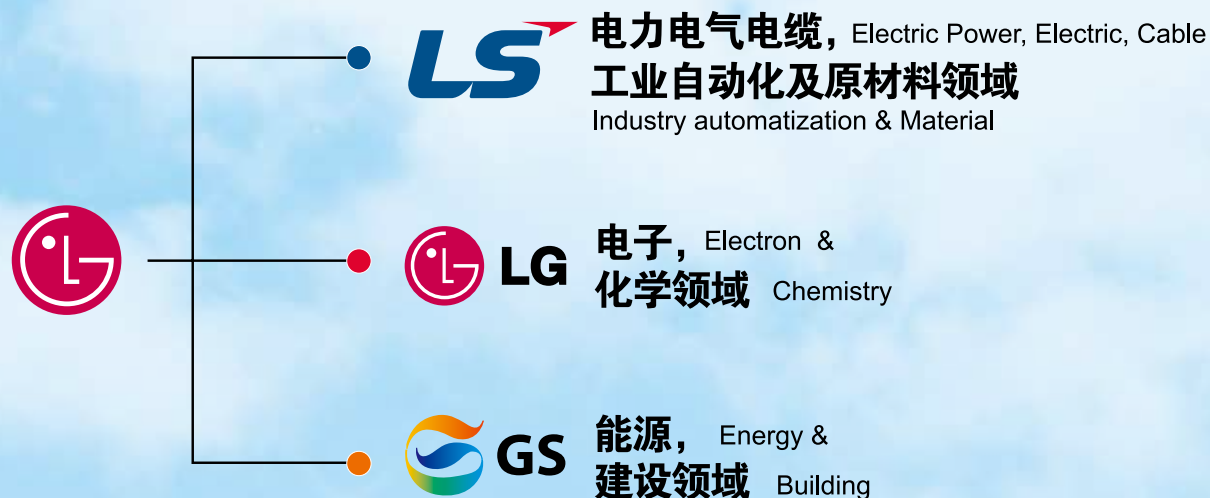 LS 电力电气电缆, Electric Power, Electric, Cable
工业自动化及原材料领域
Industry automatization & Material
LG LG 电子, Electron &
化学领域 Chemistry
GS 能源, Energy &
建设领域 Building